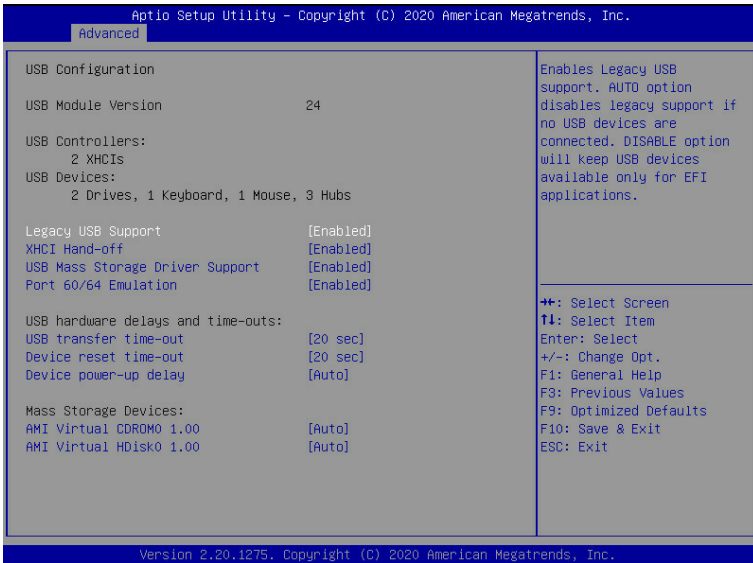 Aptio Setup Utility – Copyright (C) 2020 American Megatrends, Inc.
Advanced
USB Configuration
USB Module Version 24
USB Controllers:
2 XHCIs
USB Devices:
2 Drives, 1 Keyboard, 1 Mouse, 3 Hubs
Legacy USB Support [Enabled]
XHCI Hand-off [Enabled]
USB Mass Storage Driver Support [Enabled]
Port 60/64 Emulation [Enabled]
USB hardware delays and time-outs:
USB transfer time-out [20 sec]
Device reset time-out [20 sec]
Device power-up delay [Auto]
Mass Storage Devices:
AMI Virtual CDROM0 1.00 [Auto]
AMI Virtual HDisk0 1.00 [Auto]
Enables Legacy USB
support. AUTO option
disables legacy support if
no USB devices are
connected. DISABLE option
will keep USB devices
available only for EFI
applications.
→←: Select Screen
↑↓: Select Item
Enter: Select
+/-: Change Opt.
F1: General Help
F3: Previous Values
F9: Optimized Defaults
F10: Save & Exit
ESC: Exit
Version 2.20.1275. Copyright (C) 2020 American Megatrends, Inc.